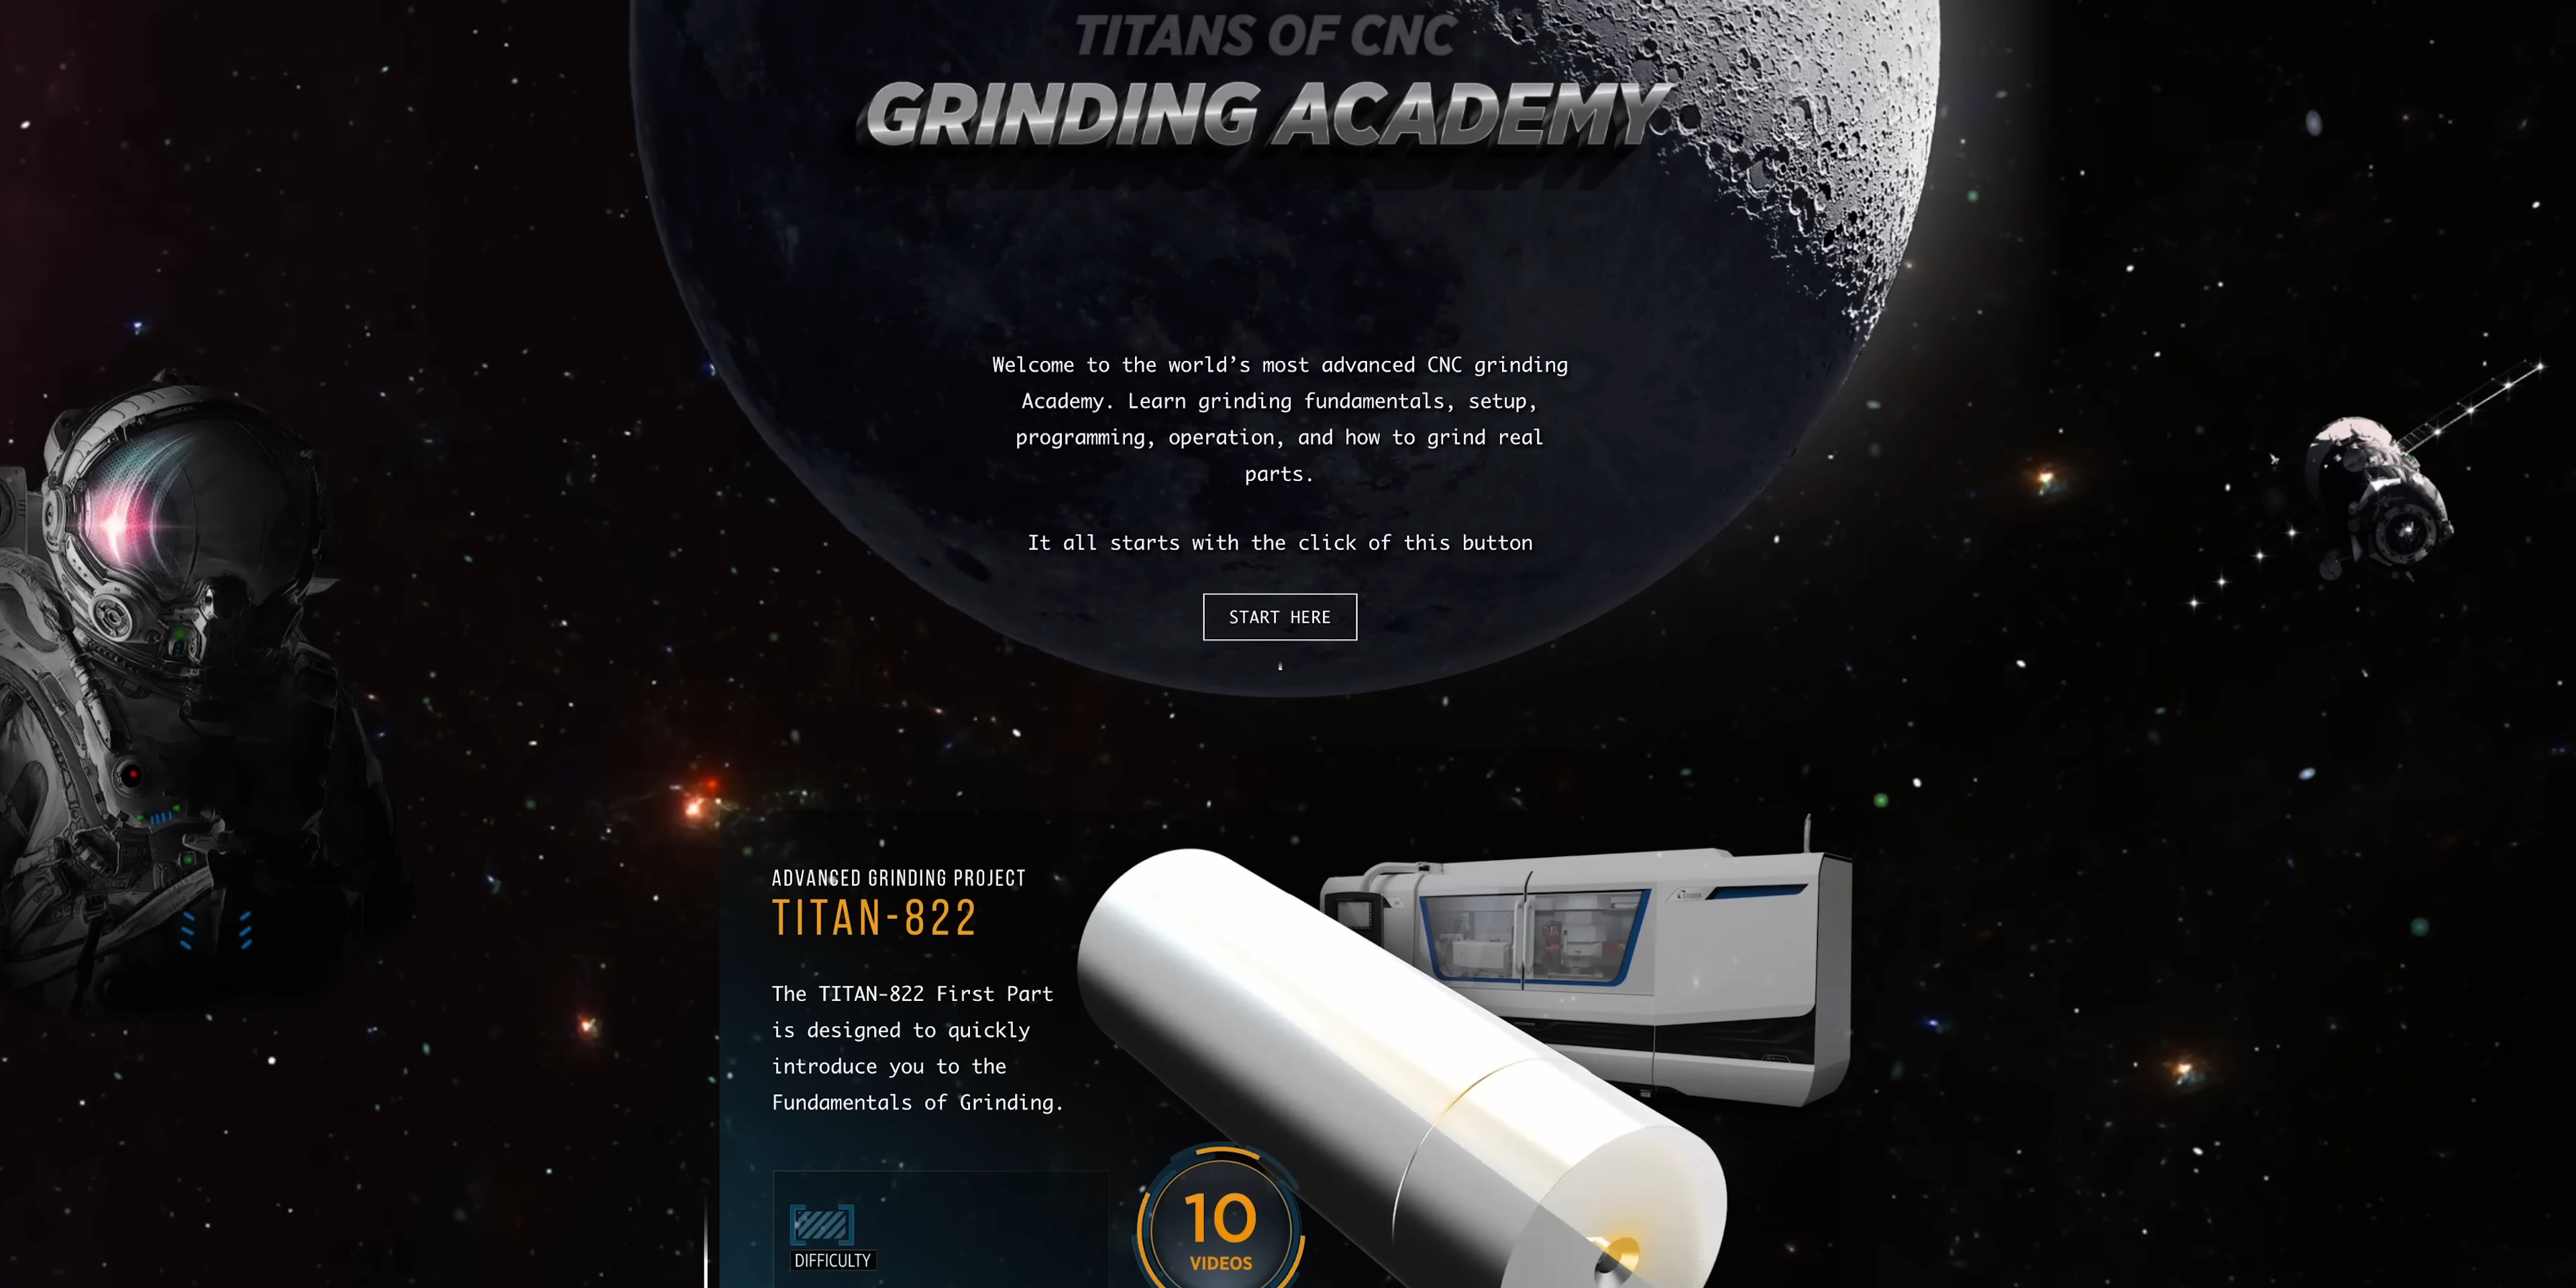 TITANS OF CNC
GRINDING ACADEMY
Welcome to the world’s most advanced CNC grinding
Academy. Learn grinding fundamentals, setup,
programming, operation, and how to grind real
parts.
It all starts with the click of this button
START HERE
ADVANCED GRINDING PROJECT
TITAN-822
The TITAN-822 First Part
is designed to quickly
introduce you to the
Fundamentals of Grinding.
DIFFICULTY
10
VIDEOS